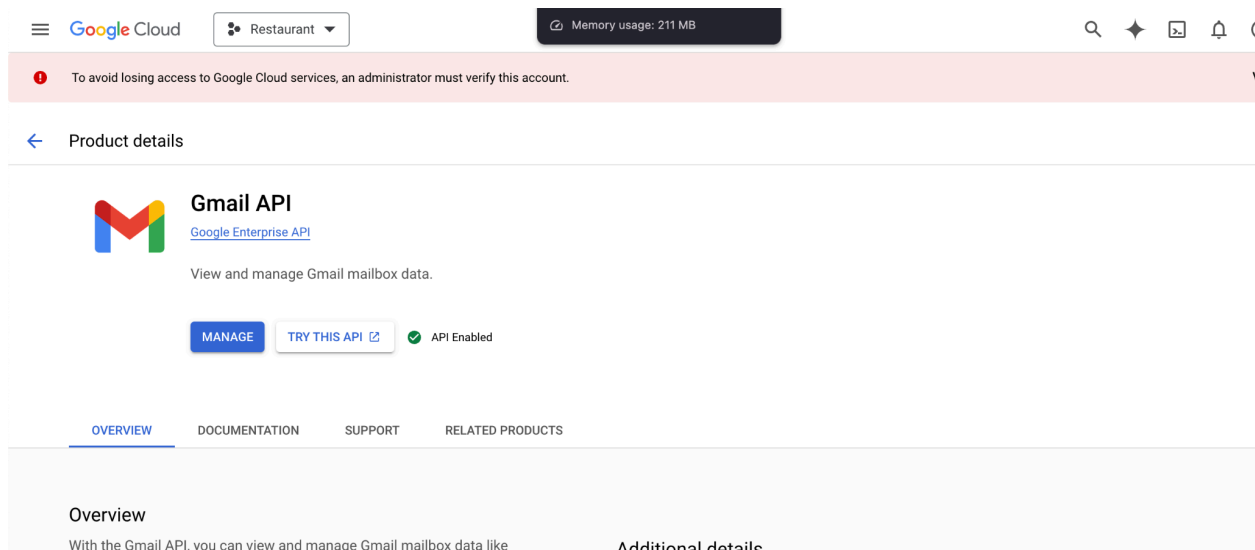 Google Cloud
Restaurant
Memory usage: 211 MB
To avoid losing access to Google Cloud services, an administrator must verify this account.
Product details
Gmail API
Google Enterprise API
View and manage Gmail mailbox data.
MANAGE
TRY THIS API
API Enabled
OVERVIEW
DOCUMENTATION
SUPPORT
RELATED PRODUCTS
Overview
With the Gmail API, you can view and manage Gmail mailbox data like
Additional details